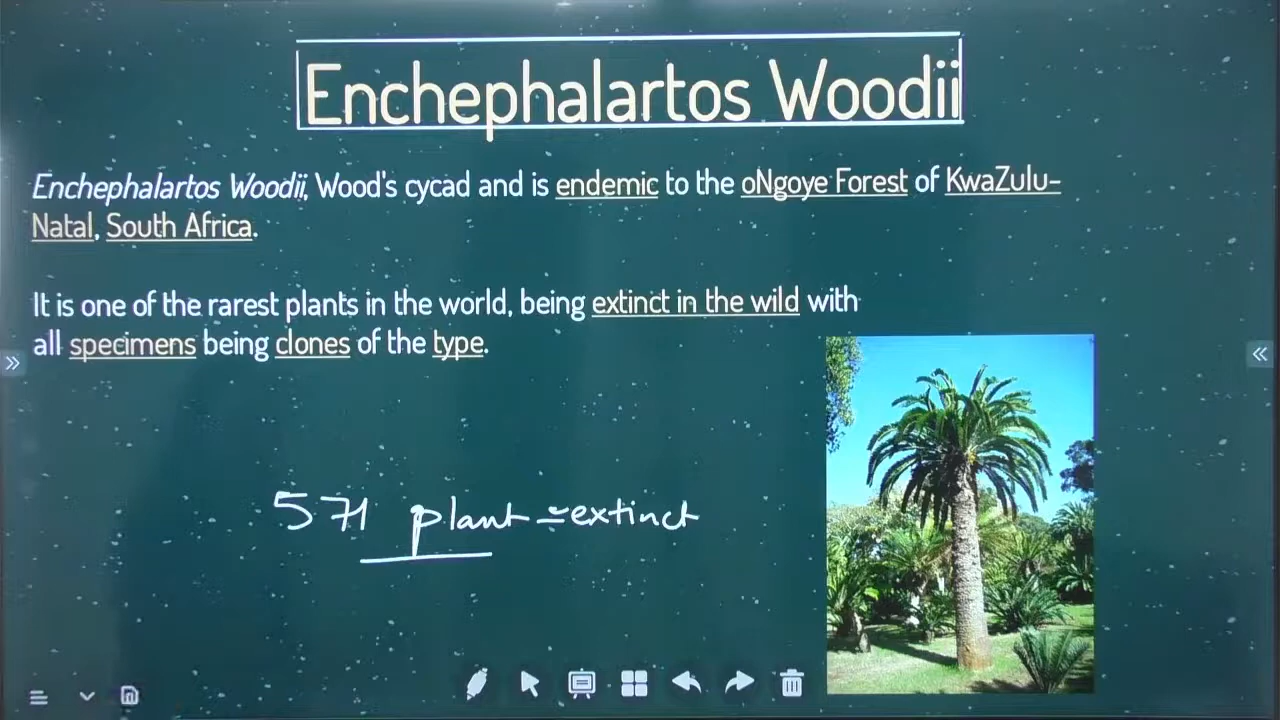 Enchephalartos Woodii
Enchephalartos Woodii, Wood's cycad and is endemic to the oNgoye Forest of KwaZulu-
Natal, South Africa.
It is one of the rarest plants in the world, being extinct in the wild with
all specimens being clones of the type.
571 plant = extinct